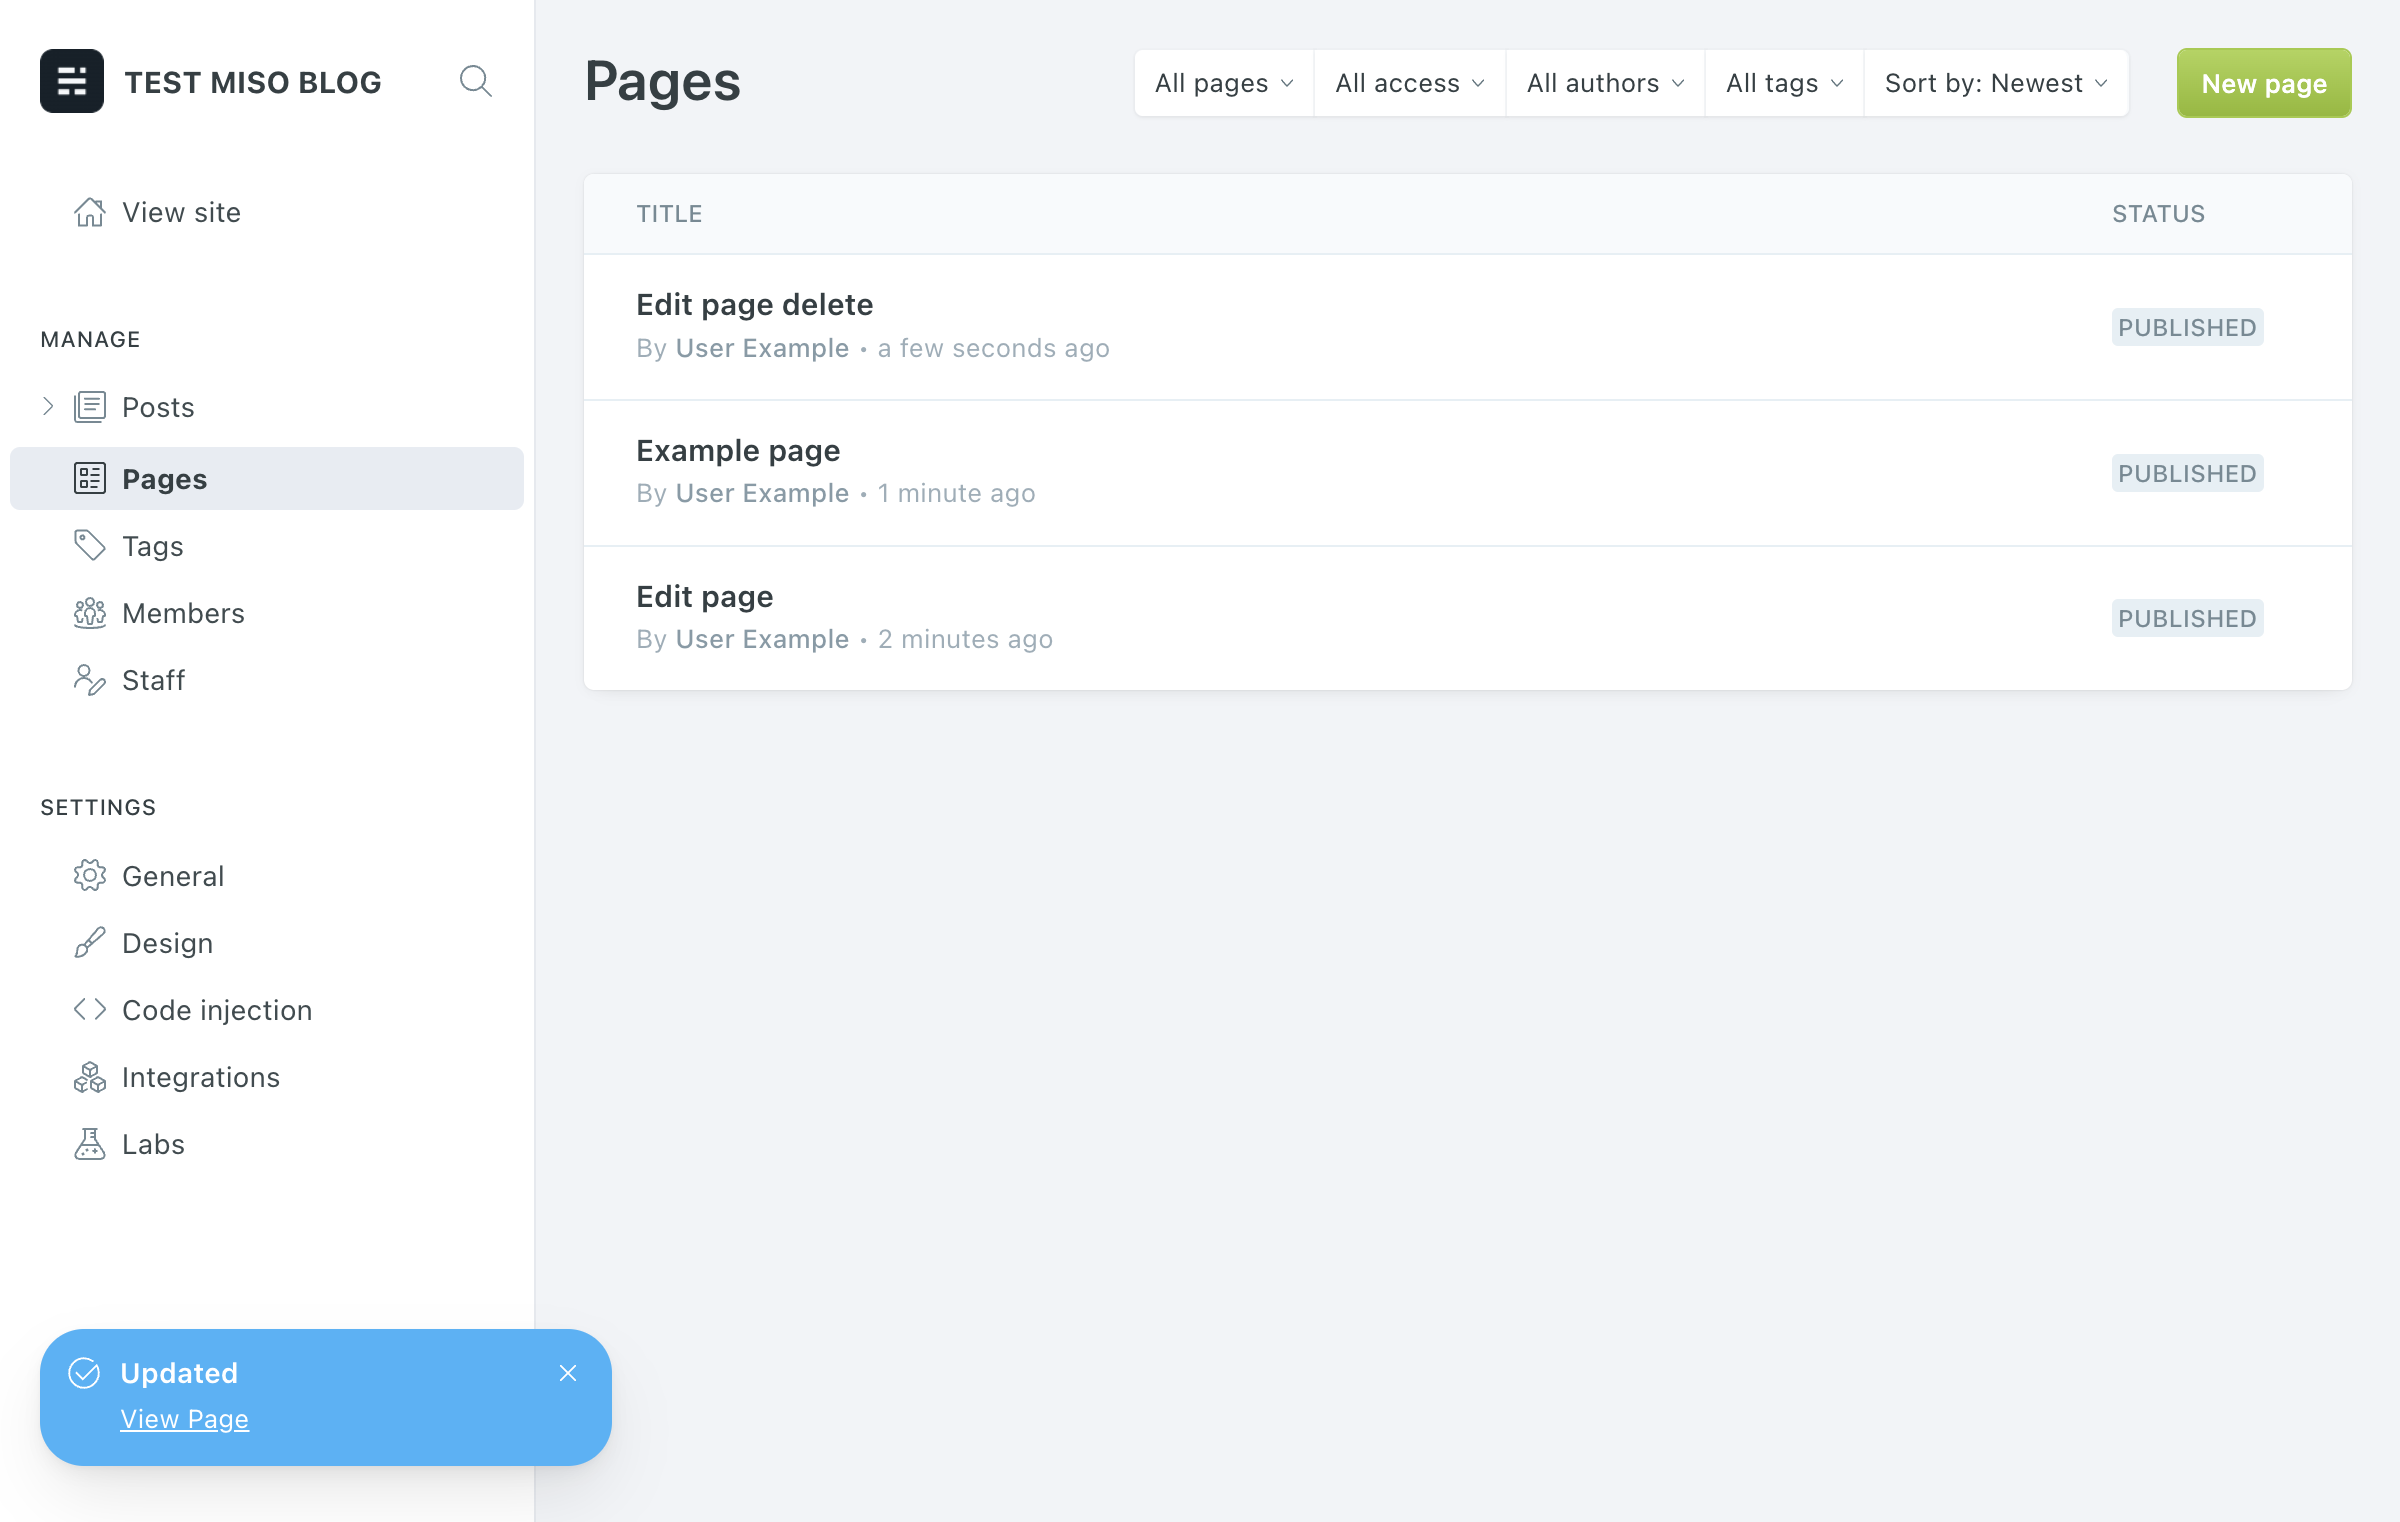 TEST MISO BLOG
View site
MANAGE
Posts
Pages
Tags
Members
Staff
SETTINGS
General
Design
Code injection
Integrations
Labs
Updated
View Page
Pages
All pages
All access
All authors
All tags
Sort by: Newest
New page
TITLE
STATUS
Edit page delete
By User Example • a few seconds ago
PUBLISHED
Example page
By User Example • 1 minute ago
PUBLISHED
Edit page
By User Example • 2 minutes ago
PUBLISHED